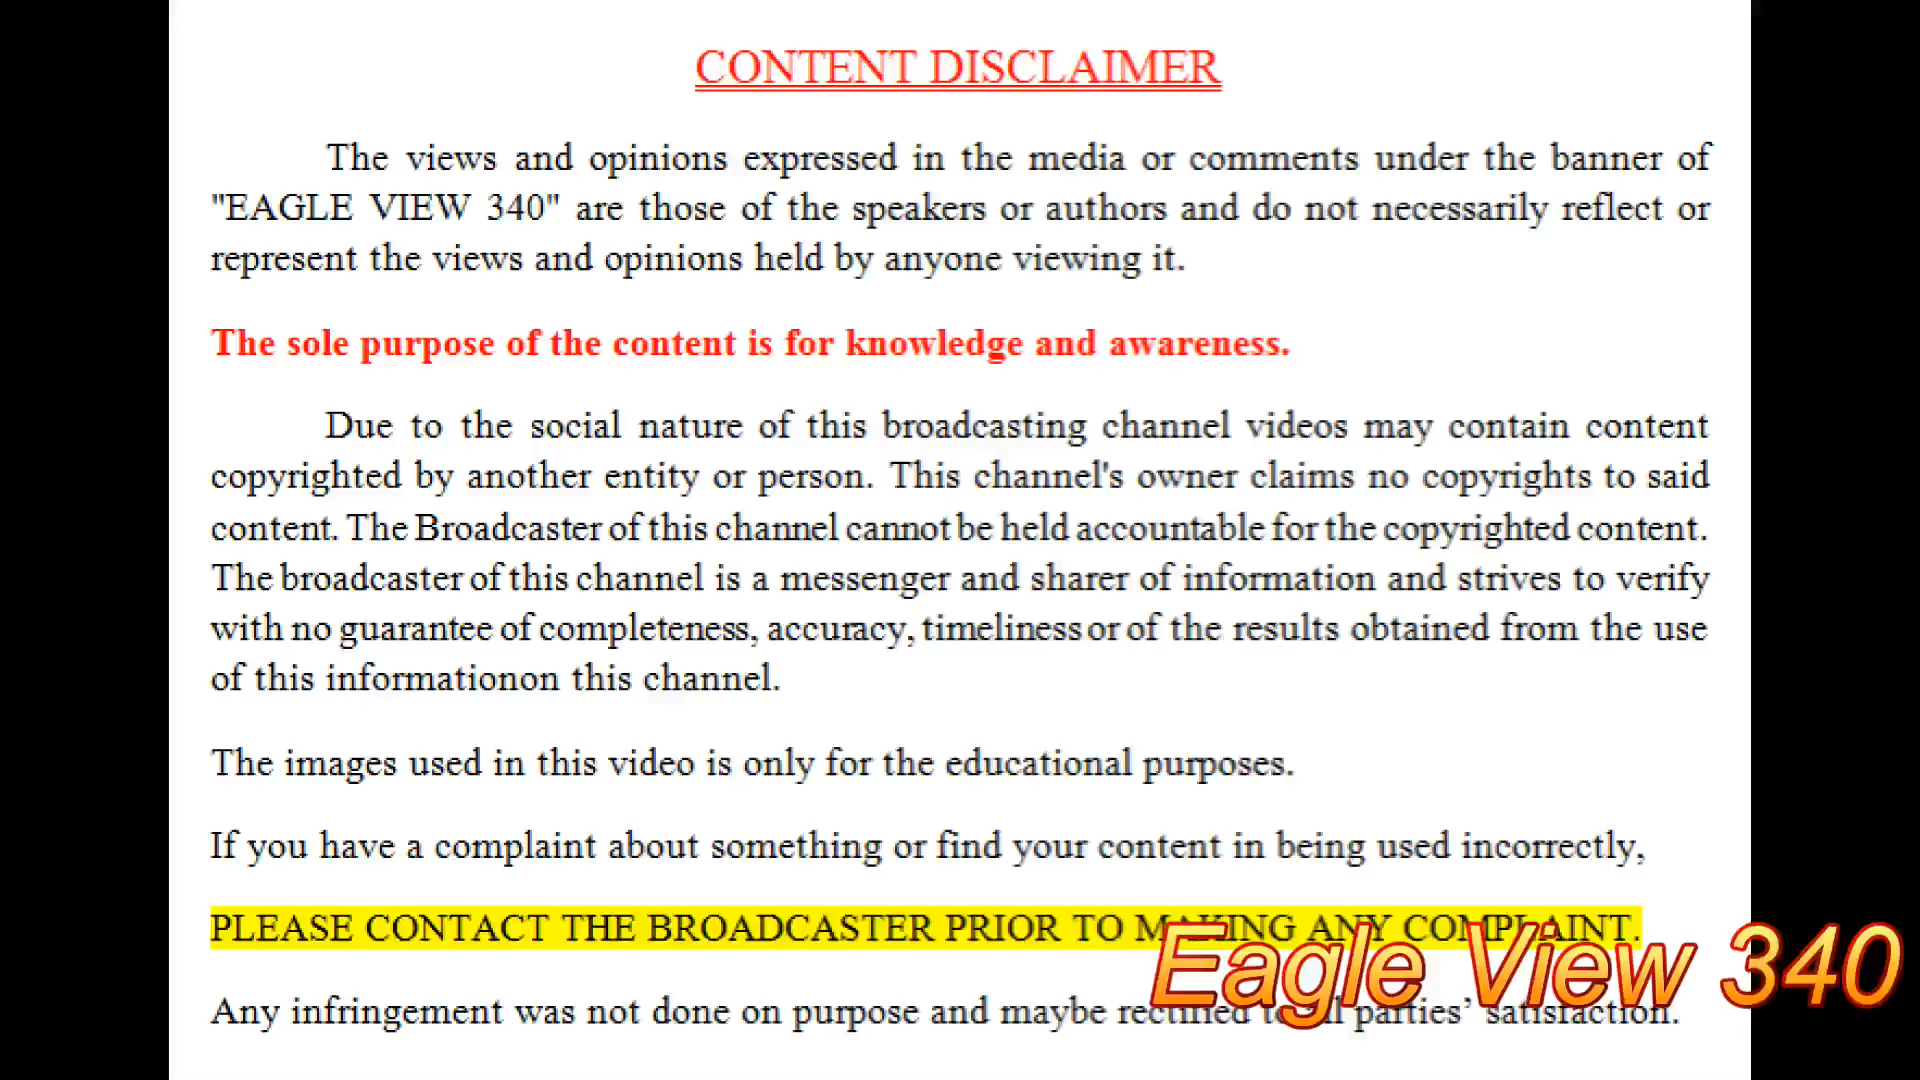 CONTENT DISCLAIMER
The views and opinions expressed in the media or comments under the banner of
"EAGLE VIEW 340" are those of the speakers or authors and do not necessarily reflect or
represent the views and opinions held by anyone viewing it.
The sole purpose of the content is for knowledge and awareness.
Due to the social nature of this broadcasting channel videos may contain content
copyrighted by another entity or person. This channel's owner claims no copyrights to said
content. The Broadcaster of this channel cannot be held accountable for the copyrighted content.
The broadcaster of this channel is a messenger and sharer of information and strives to verify
with no guarantee of completeness, accuracy, timeliness or of the results obtained from the use
of this informationon this channel.
The images used in this video is only for the educational purposes.
If you have a complaint about something or find your content in being used incorrectly,
PLEASE CONTACT THE BROADCASTER PRIOR TO MAKING ANY COMPLAINT.
Any infringement was not done on purpose and maybe rectified to all parties’ satisfaction.
Eagle View 340